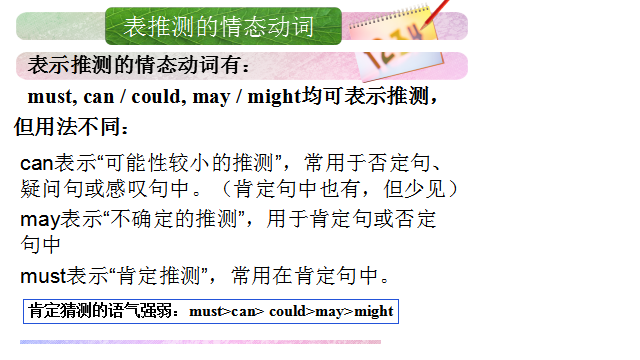 表推测的情态动词
表示推测的情态动词有：
must, can / could, may / might均可表示推测，
但用法不同：
can表示“可能性较小的推测”，常用于否定句、
疑问句或感叹句中。（肯定句中也有，但少见）
may表示“不确定的推测”，用于肯定句或否定
句中
must表示“肯定推测”，常用在肯定句中。
肯定猜测的语气强弱：must>can> could>may>might